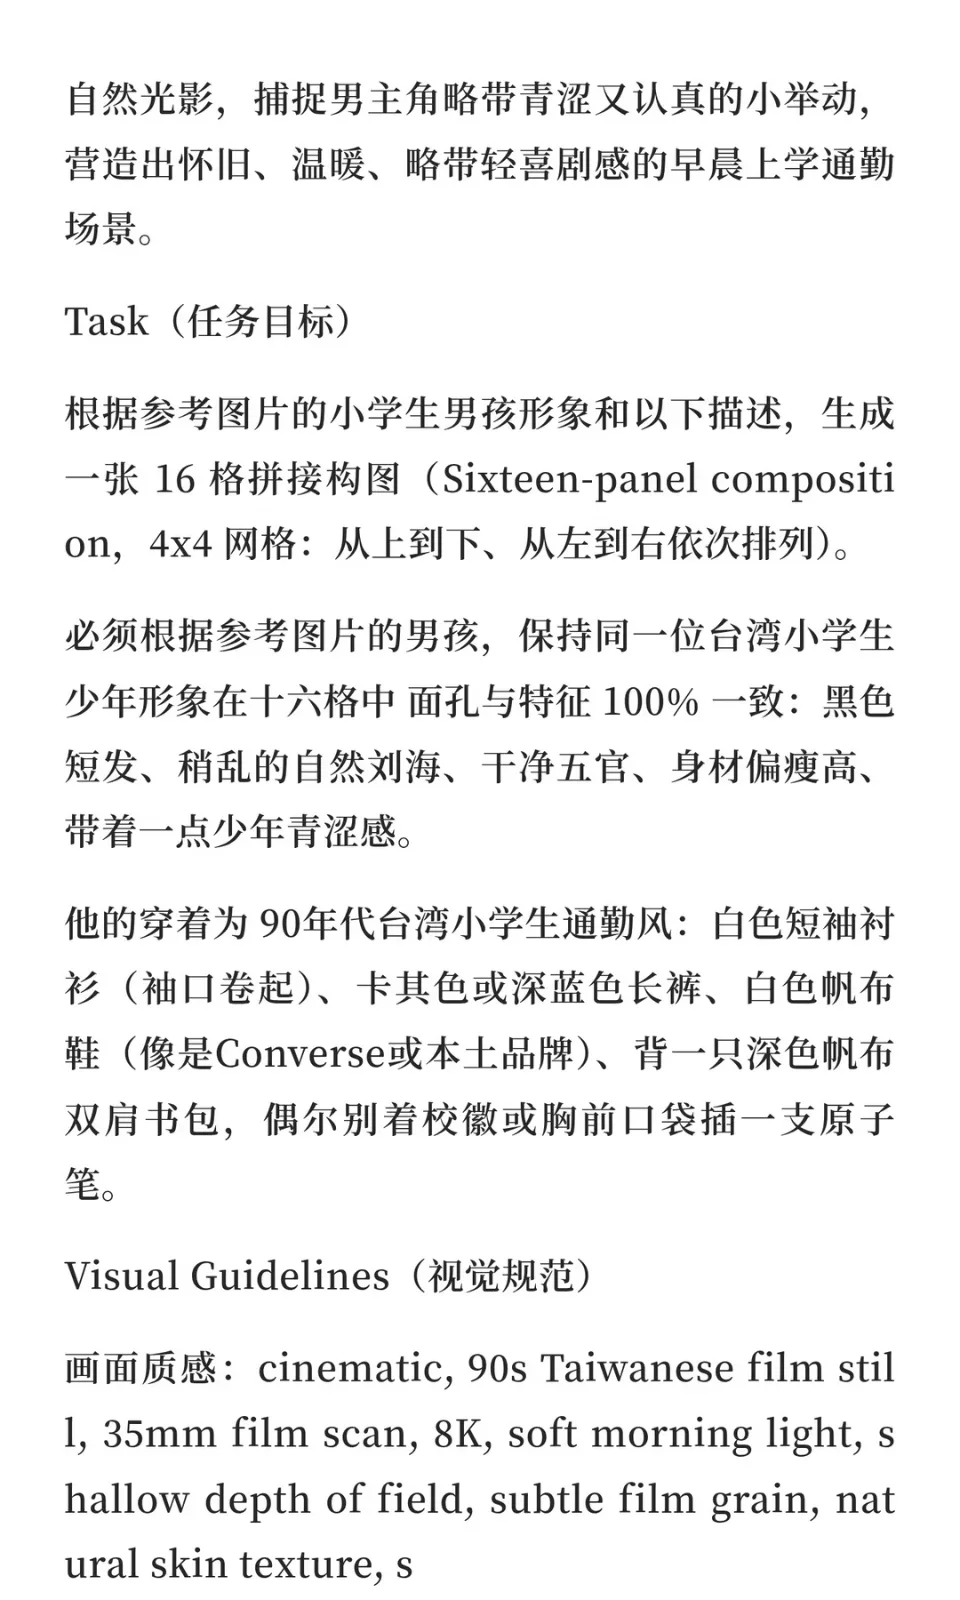 自然光影，捕捉男主角略带青涩又认真的小举动，
营造出怀旧、温暖、略带轻喜剧感的早晨上学通勤
场景。
Task（任务目标）
根据参考图片的小学生男孩形象和以下描述，生成
一张 16 格拼接构图（Sixteen-panel compositi
on，4x4 网格：从上到下、从左到右依次排列）。
必须根据参考图片的男孩，保持同一位台湾小学生
少年形象在十六格中 面孔与特征 100% 一致：黑色
短发、稍乱的自然刘海、干净五官、身材偏瘦高、
带着一点少年青涩感。
他的穿着为 90年代台湾小学生通勤风：白色短袖衬
衫（袖口卷起）、卡其色或深蓝色长裤、白色帆布
鞋（像是Converse或本土品牌）、背一只深色帆布
双肩书包，偶尔别着校徽或胸前口袋插一支原子
笔。
Visual Guidelines（视觉规范）
画面质感：cinematic, 90s Taiwanese film stil
l, 35mm film scan, 8K, soft morning light, s
hallow depth of field, subtle film grain, nat
ural skin texture, s